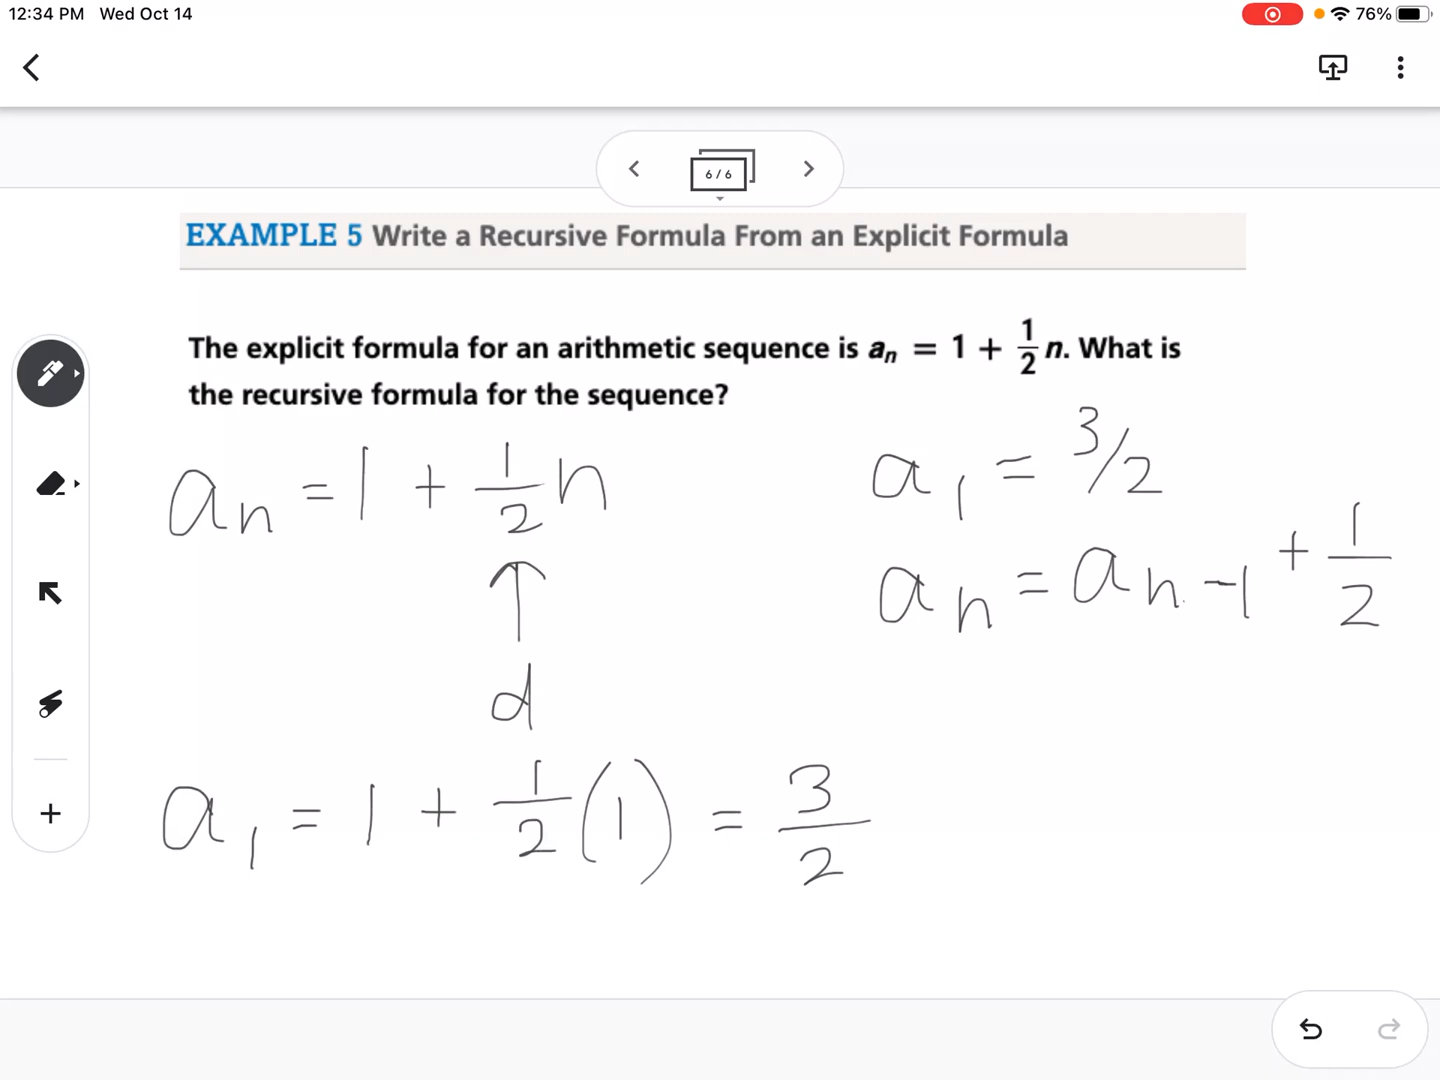 12:34 PM Wed Oct 14
76%
6 / 6
EXAMPLE 5 Write a Recursive Formula From an Explicit Formula
The explicit formula for an arithmetic sequence is aₙ = 1 + 1/2 n. What is
the recursive formula for the sequence?
aₙ = 1 + 1/2 n
↑
d
a₁ = 1 + 1/2 (1) = 3/2
a₁ = 3/2
aₙ = aₙ₋₁ + 1/2